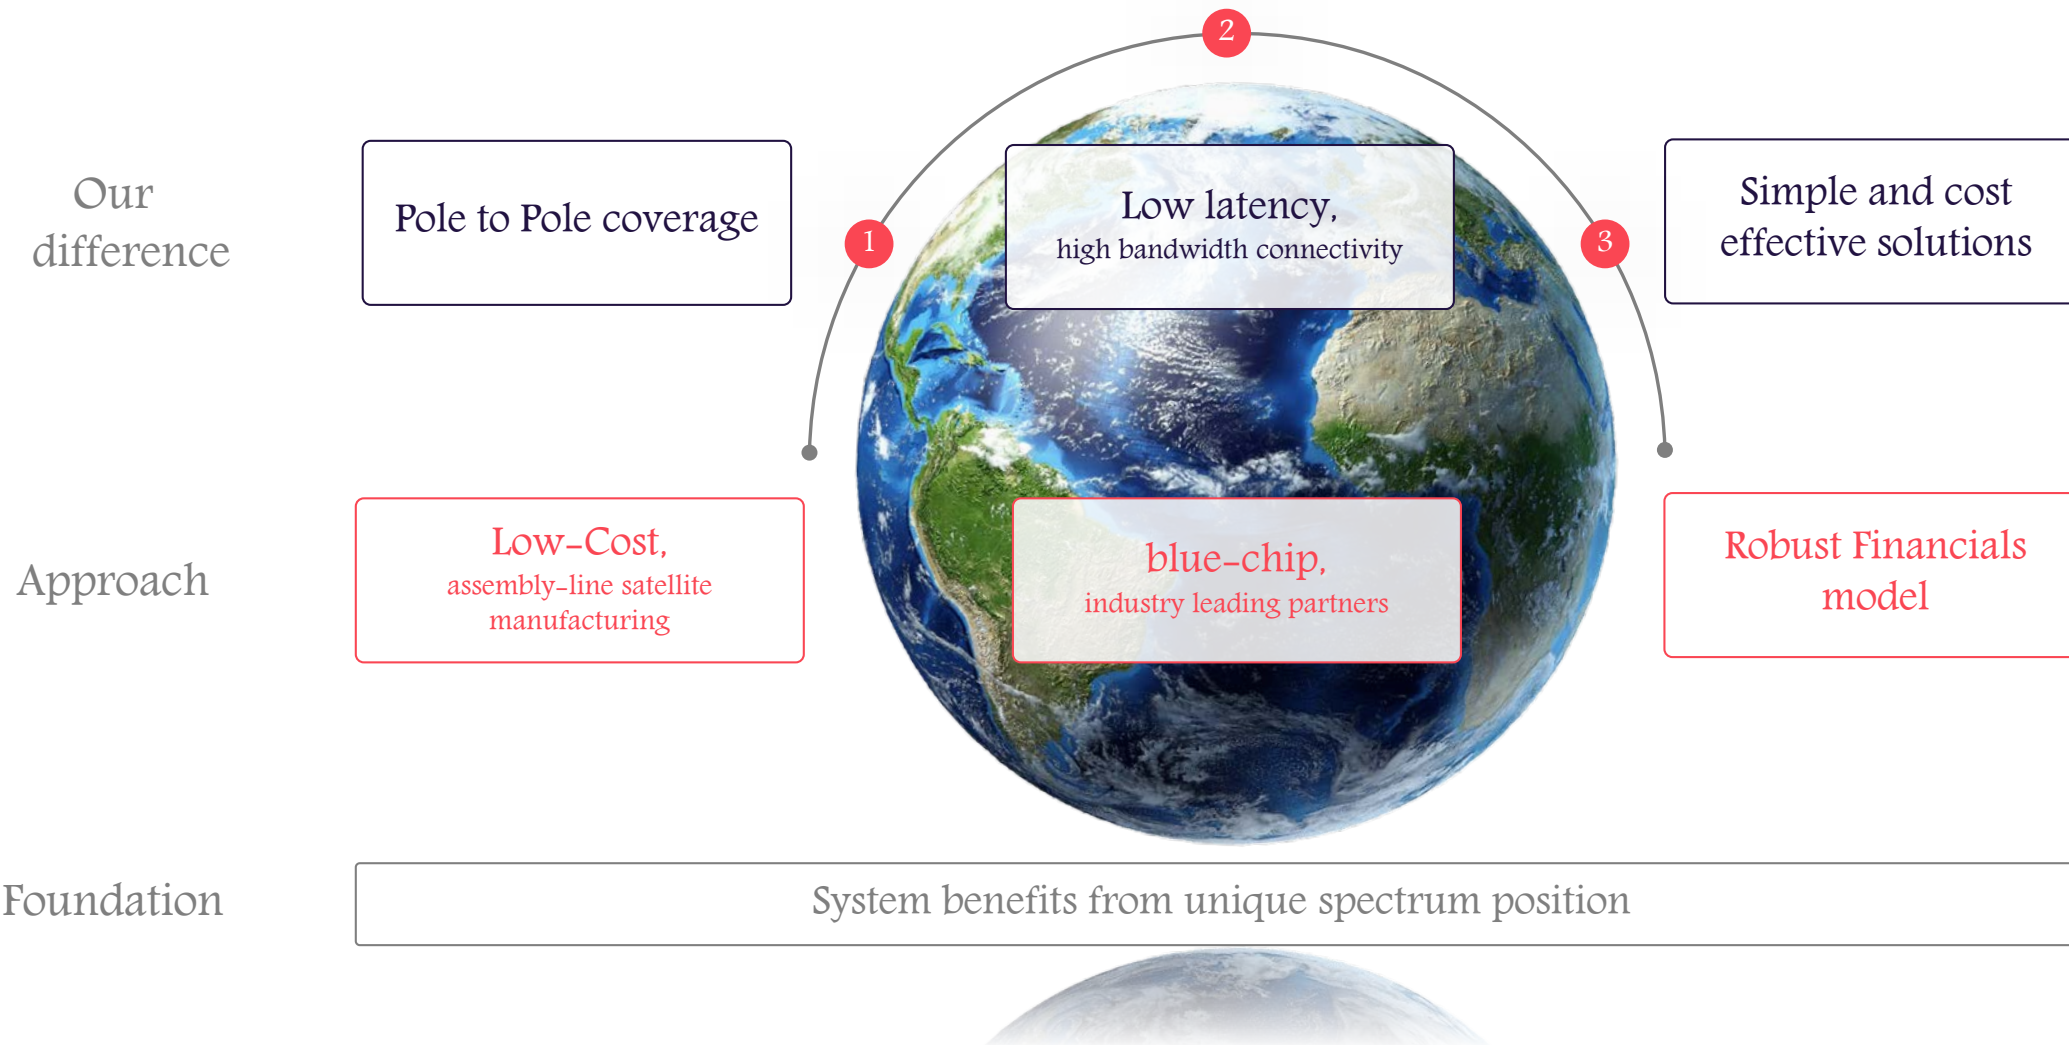 2
1
3
Our
difference
Pole to Pole coverage
Low latency,
high bandwidth connectivity
Simple and cost
effective solutions
Approach
Low-Cost,
assembly-line satellite
manufacturing
blue-chip,
industry leading partners
Robust Financials
model
Foundation
System benefits from unique spectrum position